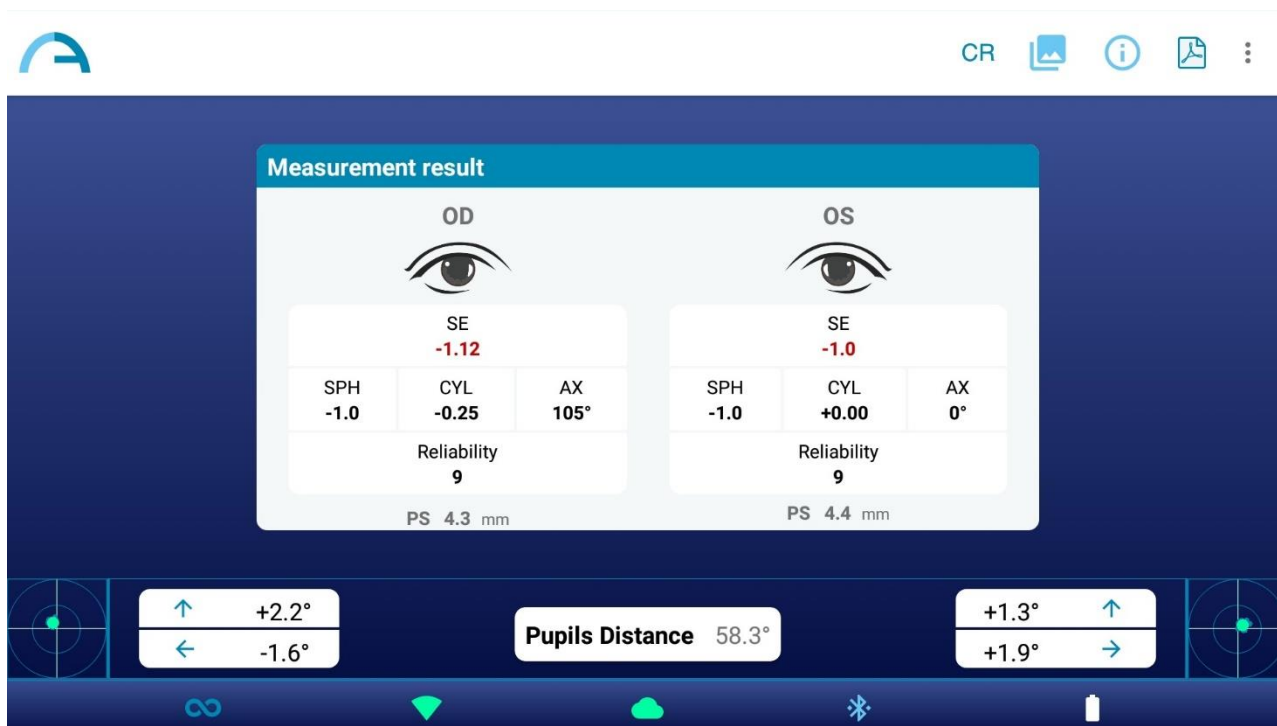 CR
Measurement result
OD OS
SE SE
-1.12 -1.0
SPH CYL AX SPH CYL AX
-1.0 -0.25 105° -1.0 +0.00 0°
Reliability Reliability
9 9
PS 4.3 mm PS 4.4 mm
+2.2° +1.3°
Pupils Distance 58.3°
-1.6° +1.9°